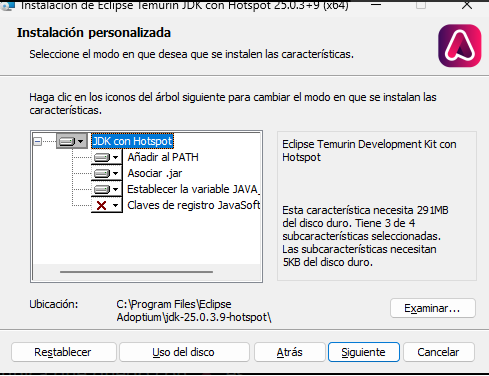 Instalación de Eclipse Temurin JDK con Hotspot 25.0.3+9 (x64)
Instalación personalizada
Seleccione el modo en que desea que se instalen las características.
Haga clic en los iconos del árbol siguiente para cambiar el modo en que se instalan las
características.
JDK con Hotspot
Añadir al PATH
Asociar .jar
Establecer la variable JAVA_
Claves de registro JavaSoft
Eclipse Temurin Development Kit con
Hotspot
Esta característica necesita 291MB
del disco duro. Tiene 3 de 4
subcaracterísticas seleccionadas.
Las subcaracterísticas necesitan
5KB del disco duro.
Ubicación:
C:\Program Files\Eclipse
Adoptium\jdk-25.0.3.9-hotspot\
Examinar...
Restablecer
Uso del disco
Atrás
Siguiente
Cancelar